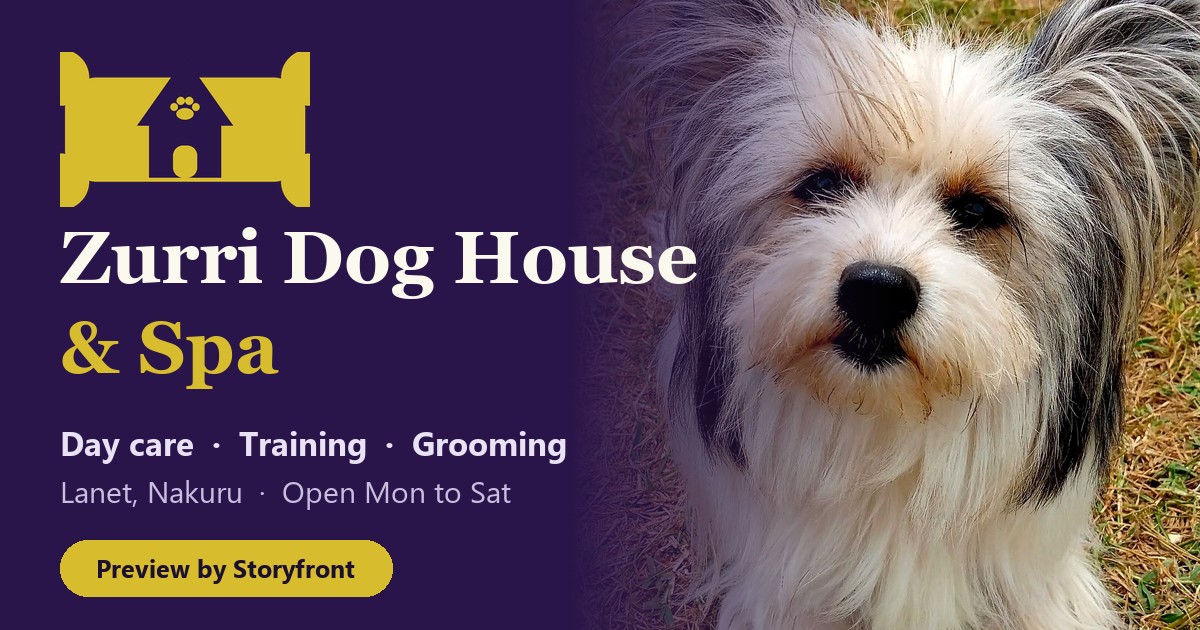 Zurri Dog House
& Spa
Day care · Training · Grooming
Lanet, Nakuru · Open Mon to Sat
Preview by Storyfront